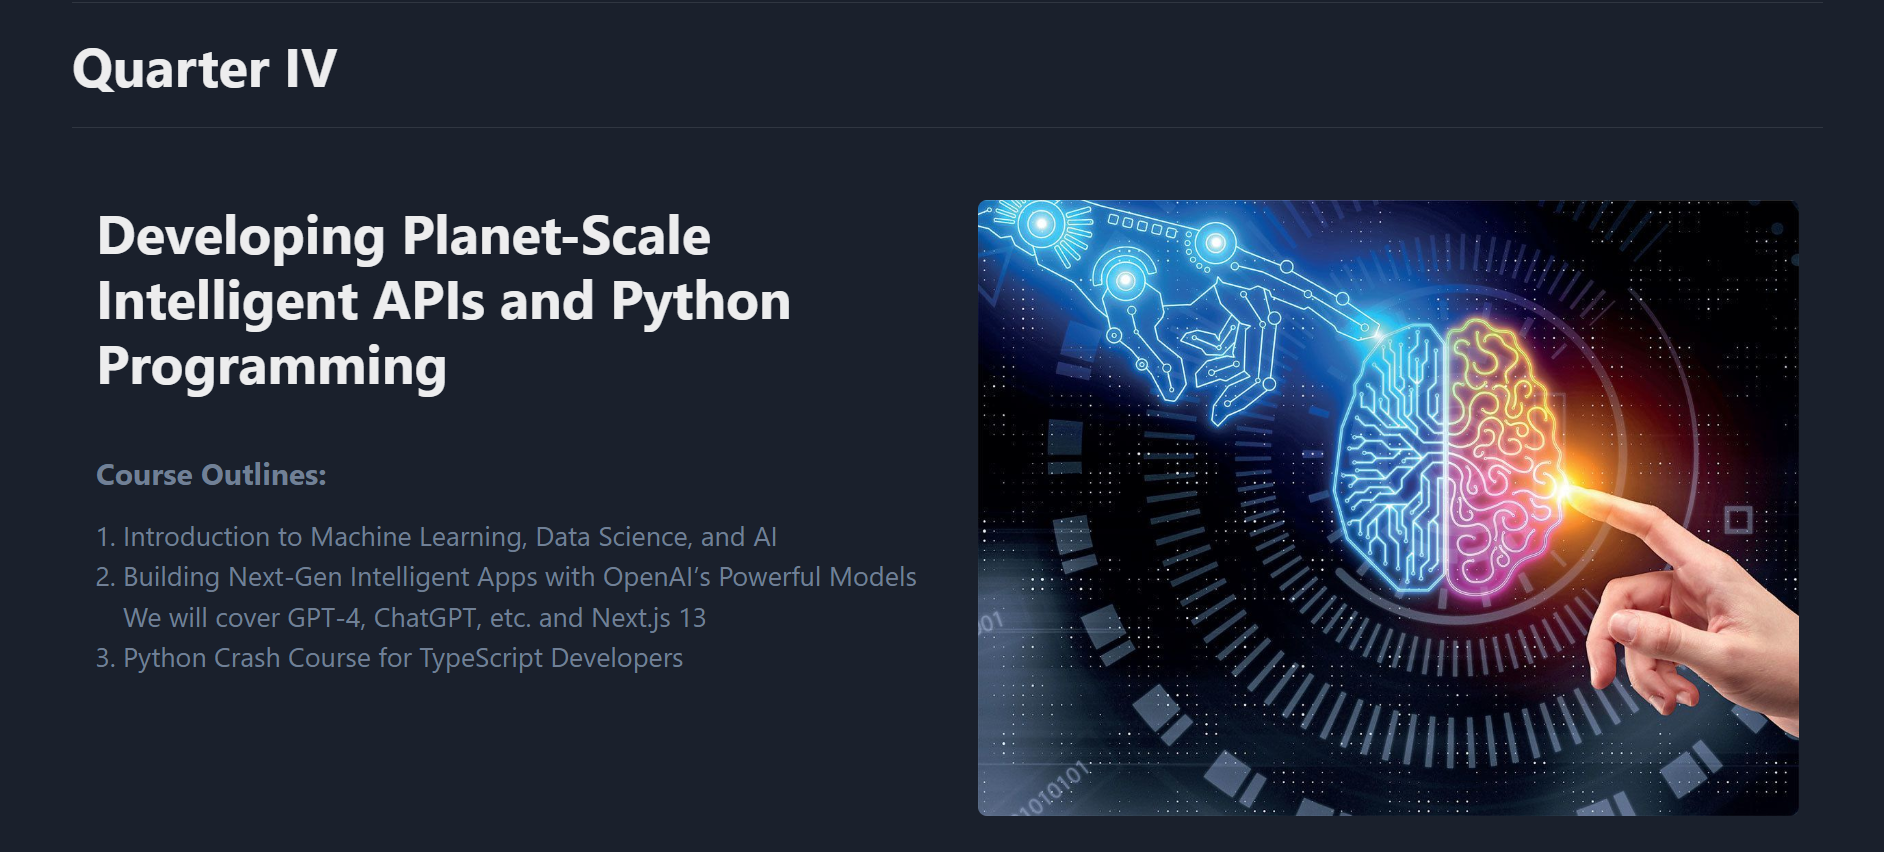 Quarter IV
Developing Planet-Scale
Intelligent APIs and Python
Programming
Course Outlines:
1. Introduction to Machine Learning, Data Science, and AI
2. Building Next-Gen Intelligent Apps with OpenAI’s Powerful Models
We will cover GPT-4, ChatGPT, etc. and Next.js 13
3. Python Crash Course for TypeScript Developers
001
1010101